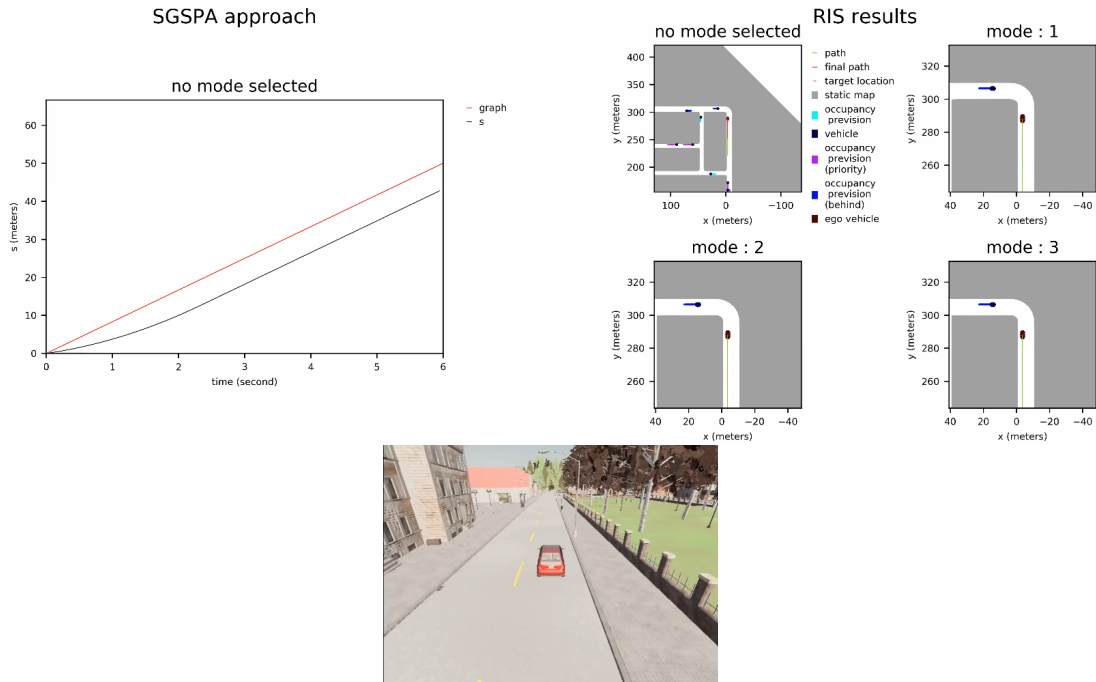 SGSPA approach
no mode selected
60
50
40
30
20
10
0
s (meters)
0 1 2 3 4 5 6
time (second)
graph
s
RIS results
no mode selected
400
350
300
250
200
y (meters)
100 0 −100
x (meters)
path
final path
target location
static map
occupancy
prevision
vehicle
occupancy
prevision
(priority)
occupancy
prevision
(behind)
ego vehicle
mode : 1
320
300
280
260
y (meters)
40 20 0 −20 −40
x (meters)
mode : 2
320
300
280
260
y (meters)
40 20 0 −20 −40
x (meters)
mode : 3
320
300
280
260
y (meters)
40 20 0 −20 −40
x (meters)